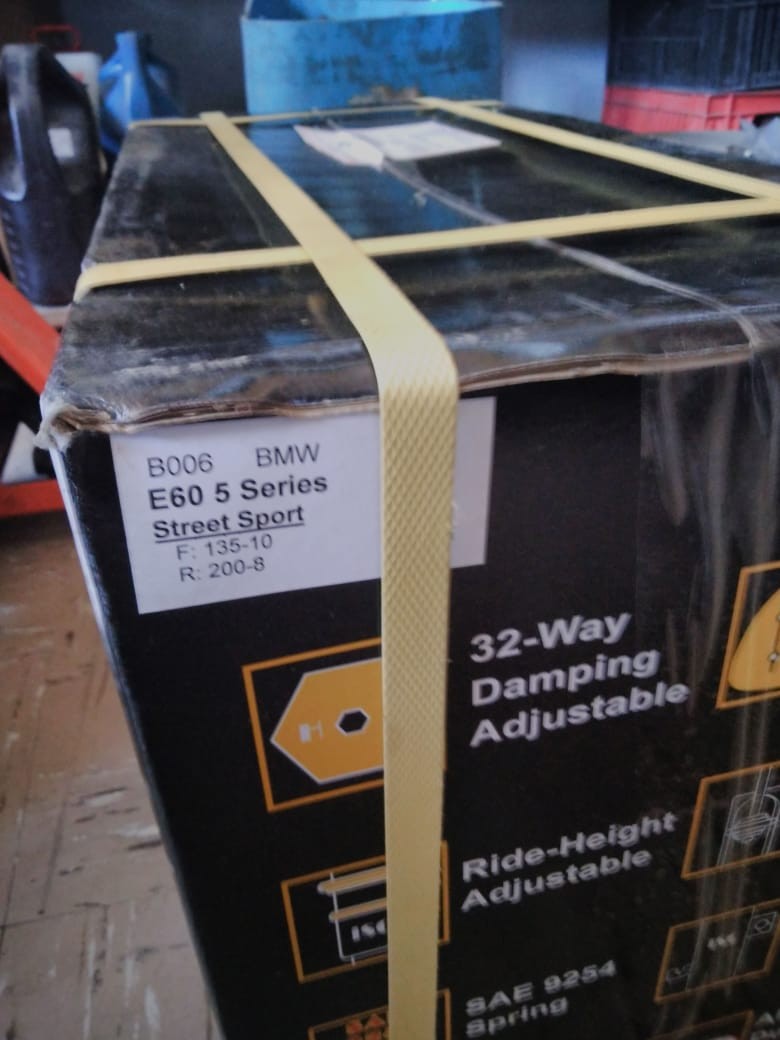 B006 BMW
E60 5 Series
Street Sport
F: 135-10
R: 200-8
32-Way
Damping
Adjustable
H
Ride-Height
Adjustable
SAE 9254
Spring